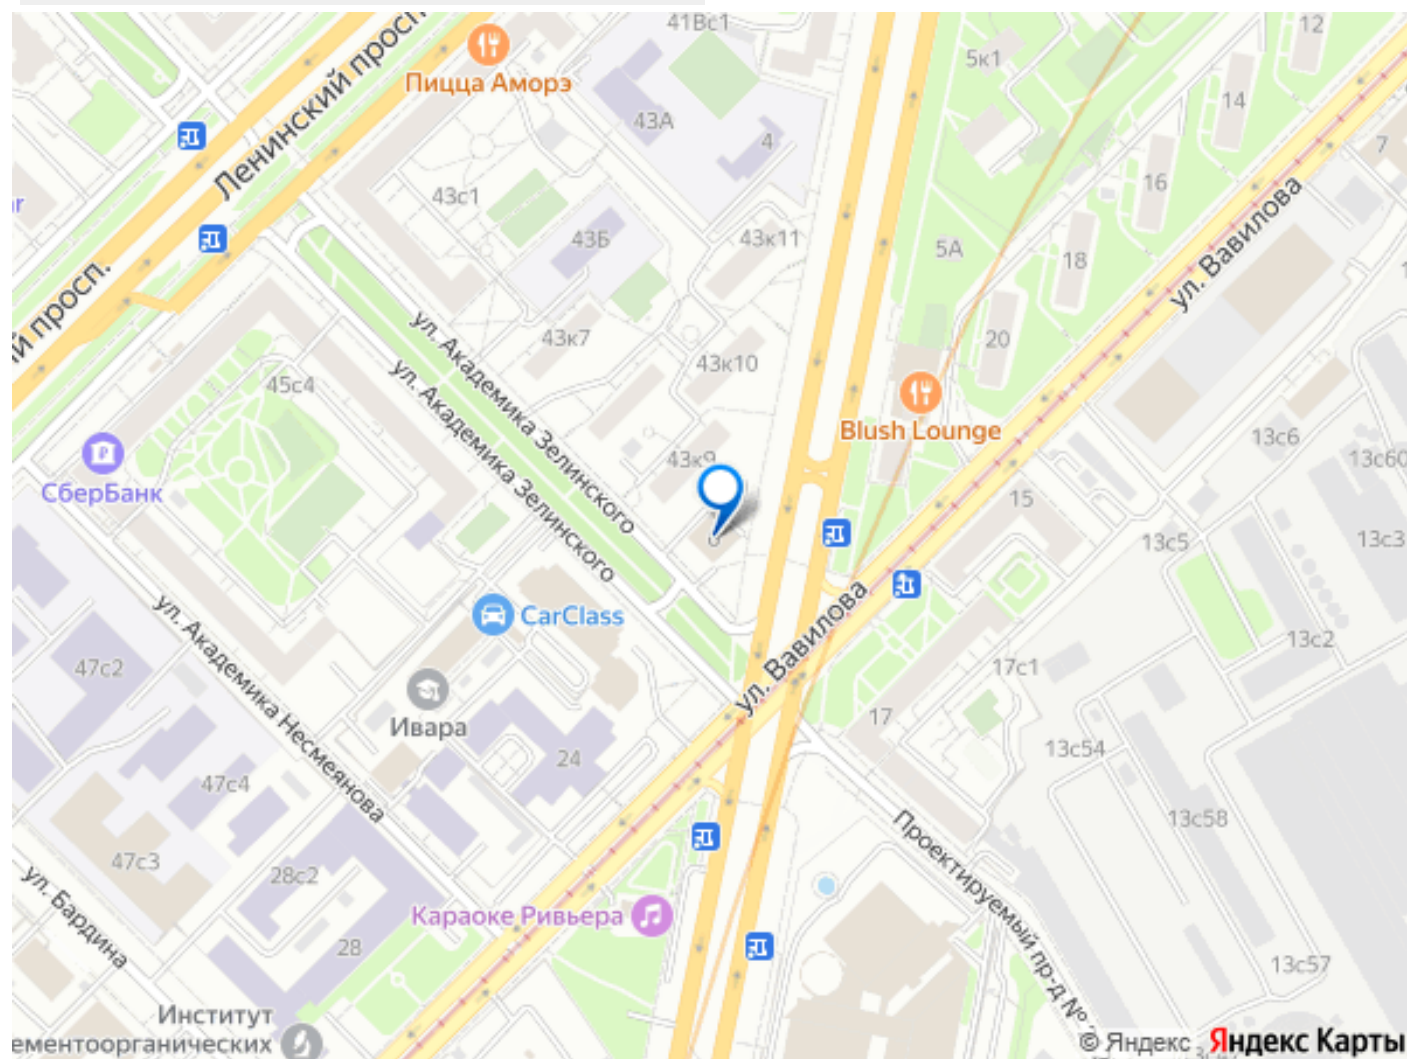 41Вс1
12
5к1
Пицца Аморэ
14
43А
4
7
Ленинский просп.
16
43с1
ул. Вавилова
43Б
43к11
5А
18
й просп.
20
ул. Академика Зелинского
43к7
43к10
45с4
ул. Академика Зелинского
Blush Lounge
13с6
43к9
13с60
СберБанк
15
13с5
13с3
ул. Вавилова
CarClass
13с2
47с2
17с1
ул. Академика Несмеянова
Ивара
17
13с54
24
47с4
13с58
47с3
28с2
ул. Бардина
Проектируемый пр-д №
Караоке Ривьера
28
13с57
Институт
ементоорганических
© Яндекс Яндекс Карты